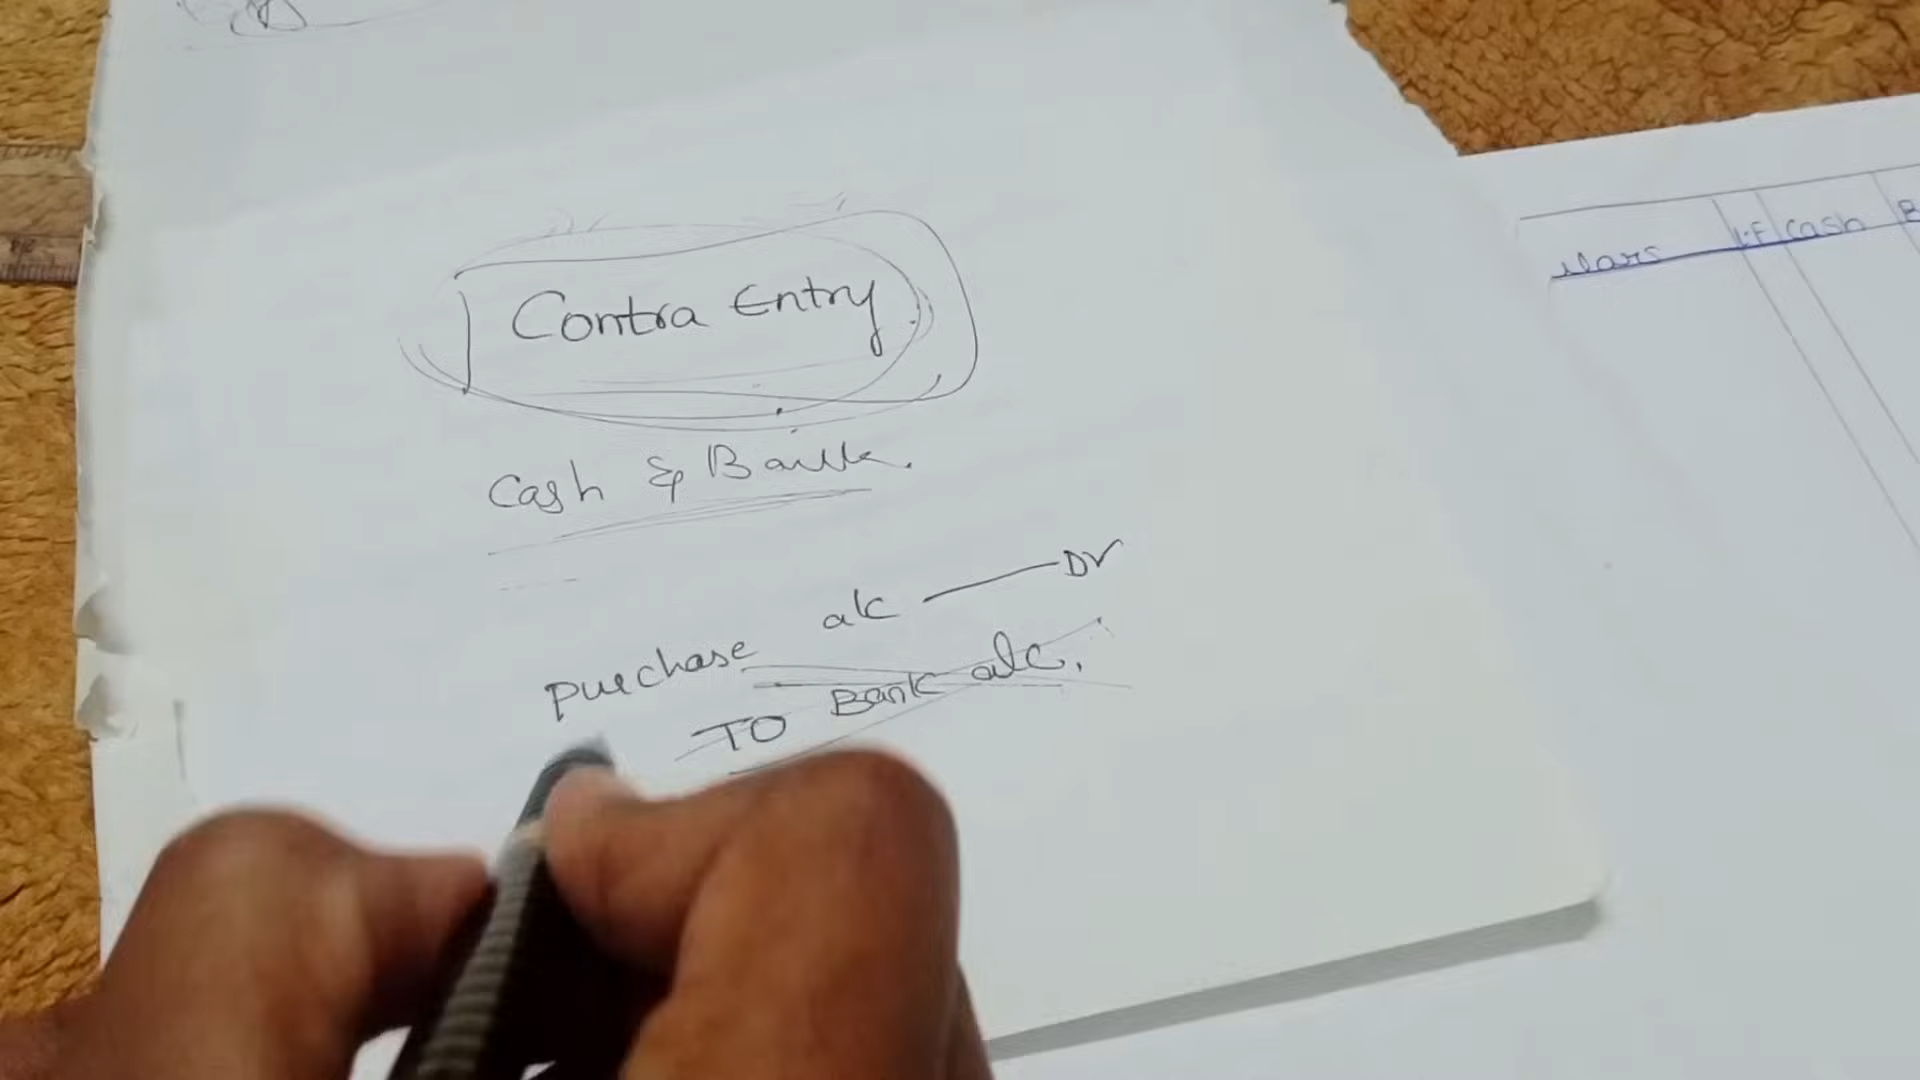 Contra Entry
Cash & Bank.
purchase a/c — Dr
TO Bank a/c.
ulars L.F Cash B